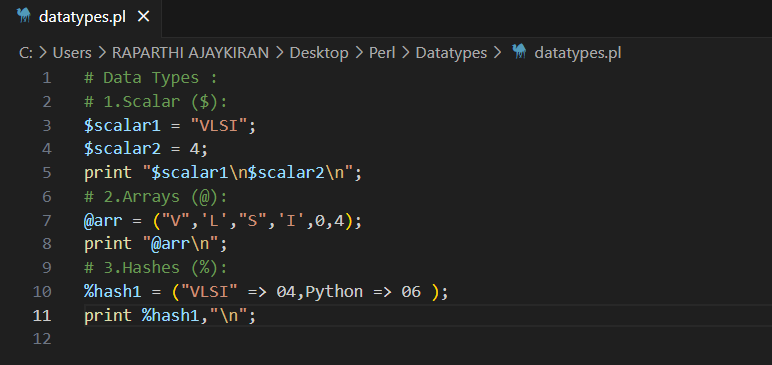 datatypes.pl ×
C: > Users > RAPARTHI AJAYKIRAN > Desktop > Perl > Datatypes > datatypes.pl
1 # Data Types :
2 # 1.Scalar ($):
3 $scalar1 = "VLSI";
4 $scalar2 = 4;
5 print "$scalar1\n$scalar2\n";
6 # 2.Arrays (@):
7 @arr = ("V",'L',"S",'I',0,4);
8 print "@arr\n";
9 # 3.Hashes (%):
10 %hash1 = ("VLSI" => 04,Python => 06 );
11 print %hash1,"\n";
12